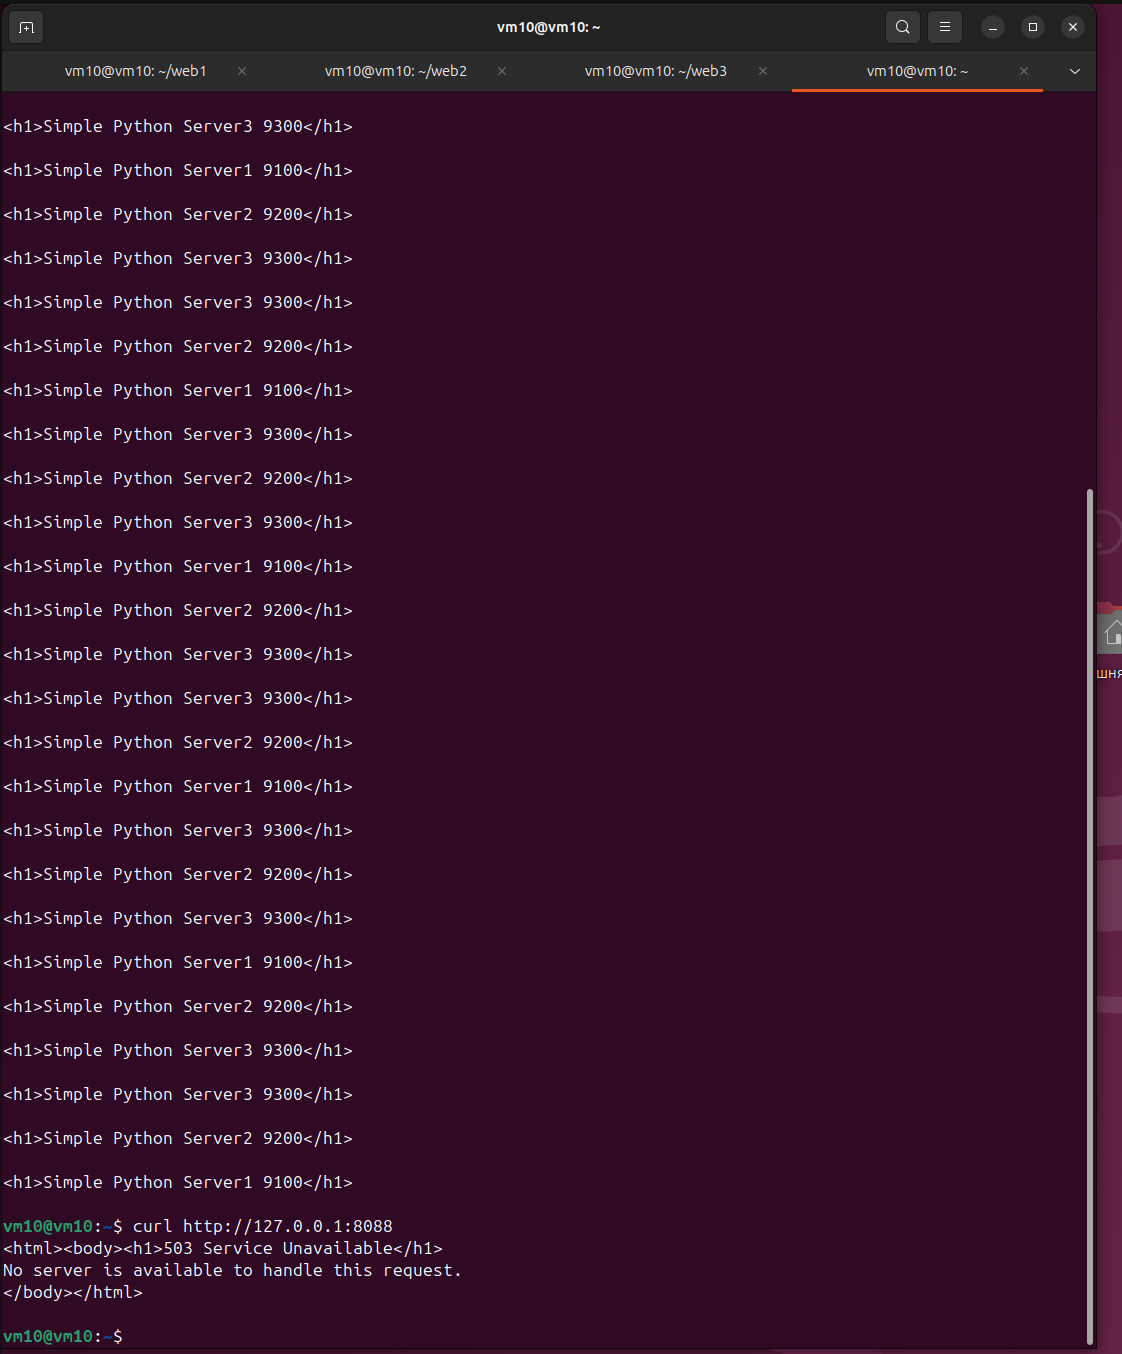 vm10@vm10: ~
vm10@vm10: ~/web1
vm10@vm10: ~/web2
vm10@vm10: ~/web3
vm10@vm10: ~
<h1>Simple Python Server3 9300</h1>
<h1>Simple Python Server1 9100</h1>
<h1>Simple Python Server2 9200</h1>
<h1>Simple Python Server3 9300</h1>
<h1>Simple Python Server3 9300</h1>
<h1>Simple Python Server2 9200</h1>
<h1>Simple Python Server1 9100</h1>
<h1>Simple Python Server3 9300</h1>
<h1>Simple Python Server2 9200</h1>
<h1>Simple Python Server3 9300</h1>
<h1>Simple Python Server1 9100</h1>
<h1>Simple Python Server2 9200</h1>
<h1>Simple Python Server3 9300</h1>
<h1>Simple Python Server3 9300</h1>
<h1>Simple Python Server2 9200</h1>
<h1>Simple Python Server1 9100</h1>
<h1>Simple Python Server3 9300</h1>
<h1>Simple Python Server2 9200</h1>
<h1>Simple Python Server3 9300</h1>
<h1>Simple Python Server1 9100</h1>
<h1>Simple Python Server2 9200</h1>
<h1>Simple Python Server3 9300</h1>
<h1>Simple Python Server3 9300</h1>
<h1>Simple Python Server2 9200</h1>
<h1>Simple Python Server1 9100</h1>
vm10@vm10:~$ curl http://127.0.0.1:8088
<html><body><h1>503 Service Unavailable</h1>
No server is available to handle this request.
</body></html>
vm10@vm10:~$